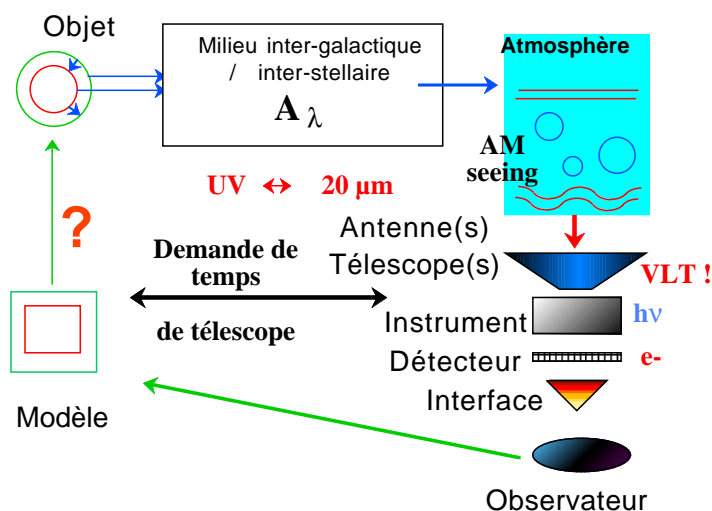 Objet
Milieu inter-galactique
/ inter-stellaire
A λ
Atmosphère
AM
seeing
UV ↔ 20 µm
?
Antenne(s)
Télescope(s)
VLT !
Demande de
temps
de télescope
Instrument
hν
Détecteur
e-
Interface
Modèle
Observateur